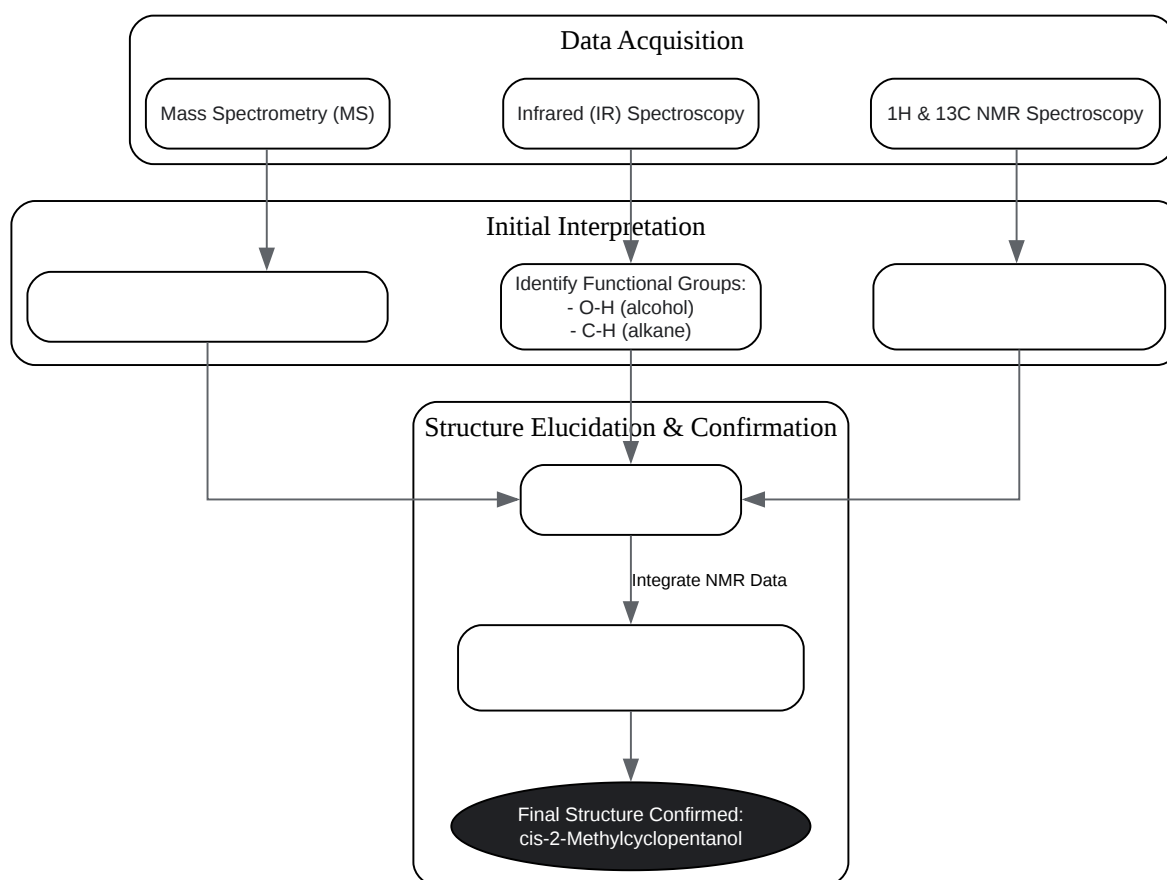 Data Acquisition
Mass Spectrometry (MS)
Infrared (IR) Spectroscopy
1H & 13C NMR Spectroscopy
Initial Interpretation
Identify Functional Groups:
- O-H (alcohol)
- C-H (alkane)
Structure Elucidation & Confirmation
Integrate NMR Data
Final Structure Confirmed:
cis-2-Methylcyclopentanol